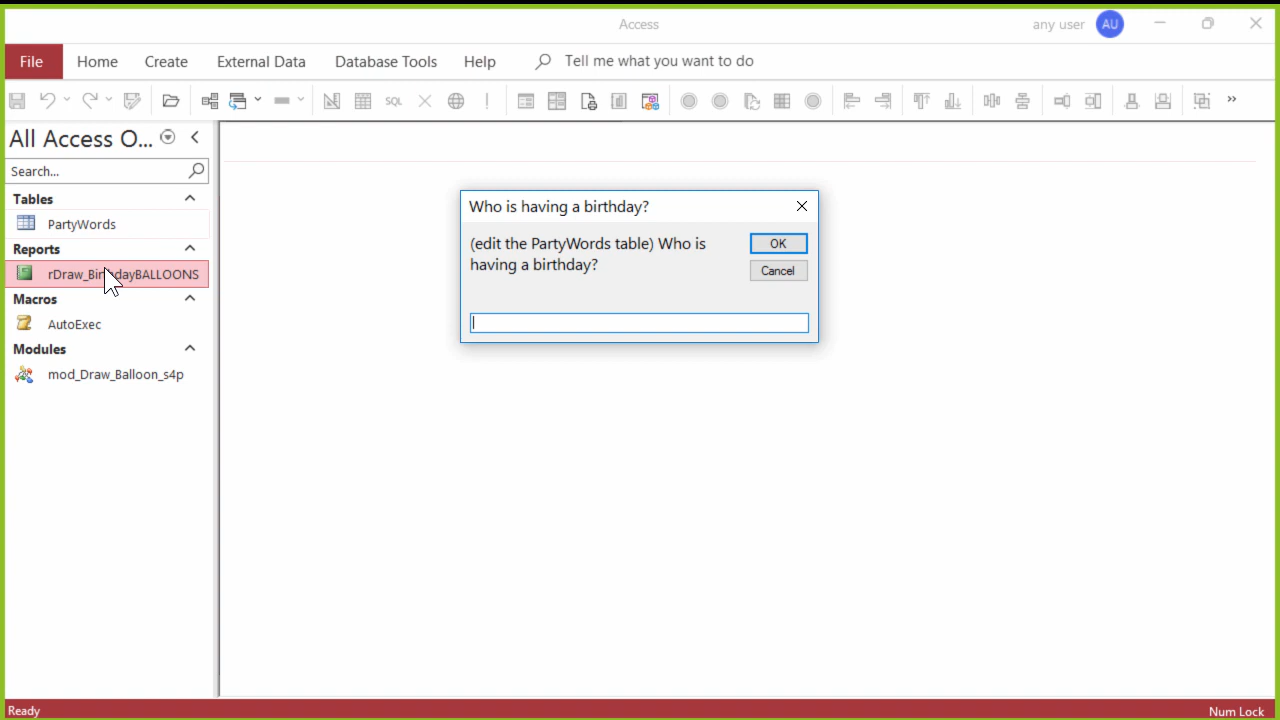 Access
any user AU
File Home Create External Data Database Tools Help Tell me what you want to do
SQL
All Access O...
Search...
Tables
PartyWords
Reports
rDraw_BirthdayBALLOONS
Macros
AutoExec
Modules
mod_Draw_Balloon_s4p
Who is having a birthday?
(edit the PartyWords table) Who is
having a birthday?
OK
Cancel
Ready
Num Lock